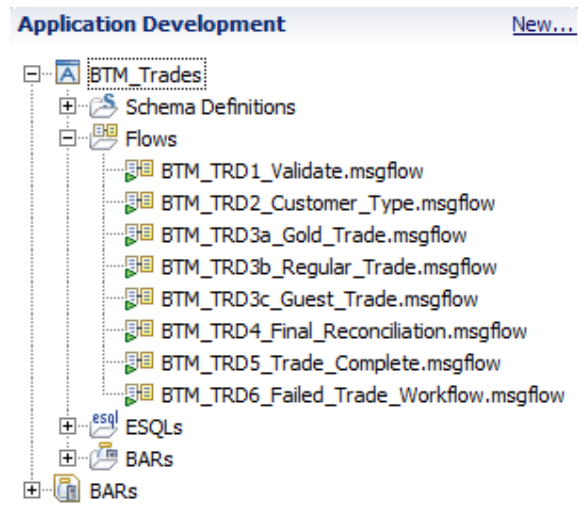 Application Development New...
BTM_Trades
Schema Definitions
Flows
BTM_TRD1_Validate.msgflow
BTM_TRD2_Customer_Type.msgflow
BTM_TRD3a_Gold_Trade.msgflow
BTM_TRD3b_Regular_Trade.msgflow
BTM_TRD3c_Guest_Trade.msgflow
BTM_TRD4_Final_Reconciliation.msgflow
BTM_TRD5_Trade_Complete.msgflow
BTM_TRD6_Failed_Trade_Workflow.msgflow
esql ESQLs
BARs
BARs